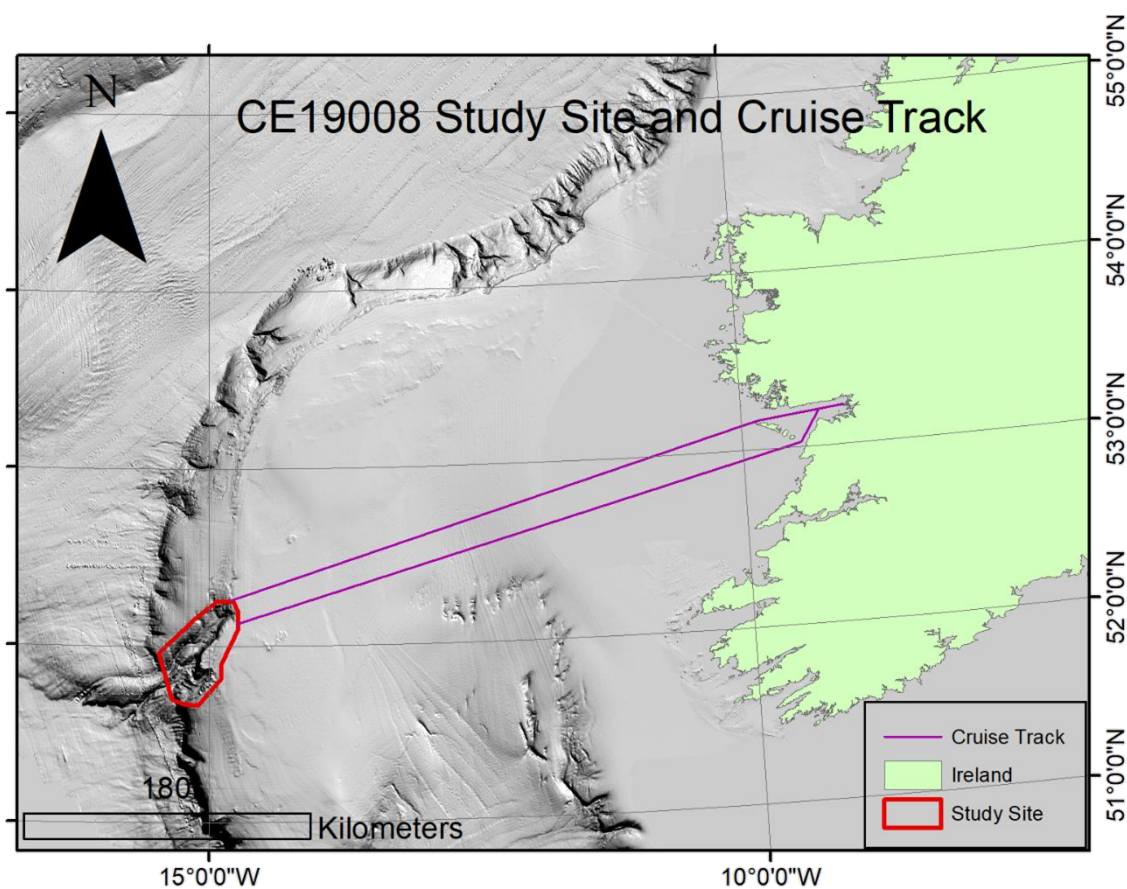 N
CE19008 Study Site and Cruise Track
55°0'0"N
54°0'0"N
53°0'0"N
52°0'0"N
51°0'0"N
Cruise Track
Ireland
Study Site
180
Kilometers
15°0'0"W
10°0'0"W